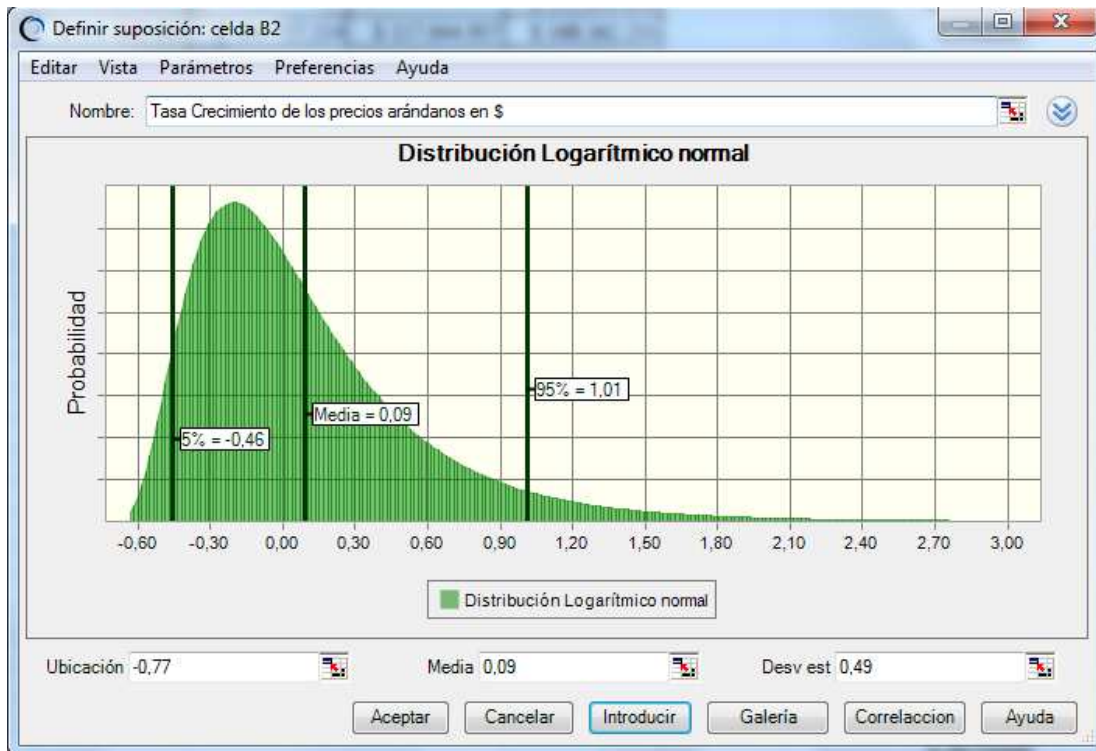 Definir suposición: celda B2
Editar Vista Parámetros Preferencias Ayuda
Nombre: Tasa Crecimiento de los precios arándanos en $
Distribución Logarítmico normal
Probabilidad
95% = 1,01
Media = 0,09
5% = -0,46
-0,60 -0,30 0,00 0,30 0,60 0,90 1,20 1,50 1,80 2,10 2,40 2,70 3,00
Distribución Logarítmico normal
Ubicación -0,77 Media 0,09 Desv est 0,49
Aceptar Cancelar Introducir Galería Correlaccion Ayuda